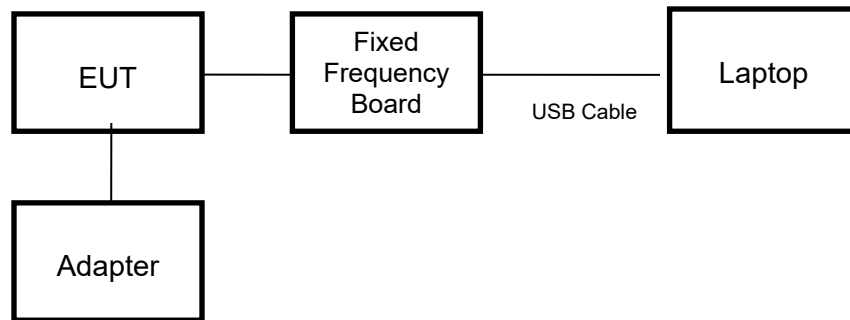 EUT
Fixed
Frequency
Board
USB Cable
Laptop
Adapter